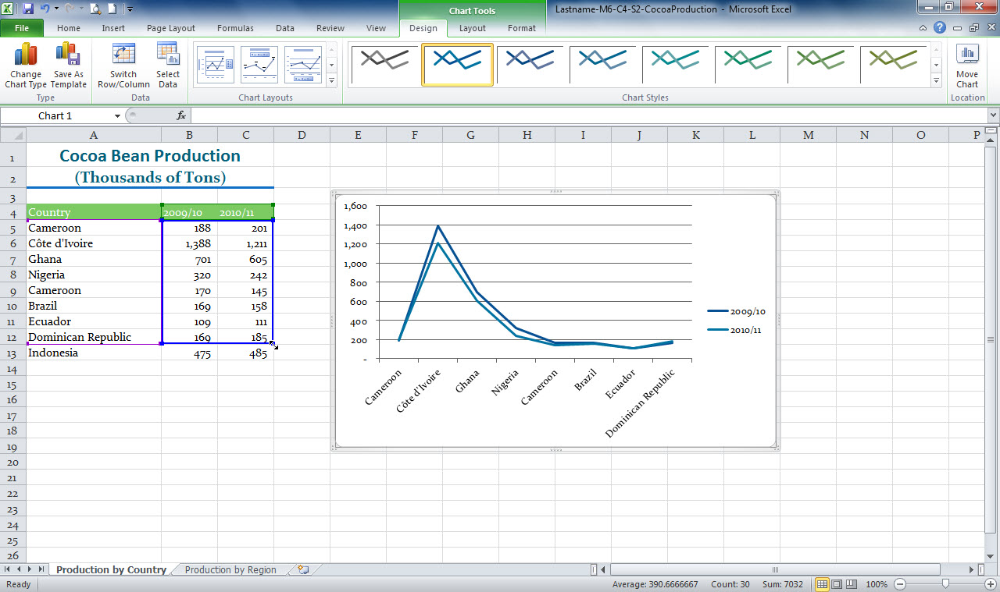 Chart Tools
Lastname-M6-C4-S2-CocoaProduction - Microsoft Excel
File Home Insert Page Layout Formulas Data Review View Design Layout Format
Change Chart Type
Save As Template
Switch Row/Column
Select Data
Move Chart
Type Data Chart Layouts Chart Styles Location
Chart 1 fx
A B C D E F G H I J K L M N O P
1 Cocoa Bean Production
2 (Thousands of Tons)
3
4 Country 2009/10 2010/11
5 Cameroon 188 201
6 Côte d'Ivoire 1,388 1,211
7 Ghana 701 605
8 Nigeria 320 242
9 Cameroon 170 145
10 Brazil 169 158
11 Ecuador 109 111
12 Dominican Republic 169 185
13 Indonesia 475 485
14
15
16
17
18
19
20
21
22
23
24
25
26
1,600
1,400
1,200
1,000
800
600
400
200
-
Cameroon
Côte d'Ivoire
Ghana
Nigeria
Cameroon
Brazil
Ecuador
Dominican Republic
2009/10
2010/11
Production by Country Production by Region
Ready Average: 390.6666667 Count: 30 Sum: 7032 100%